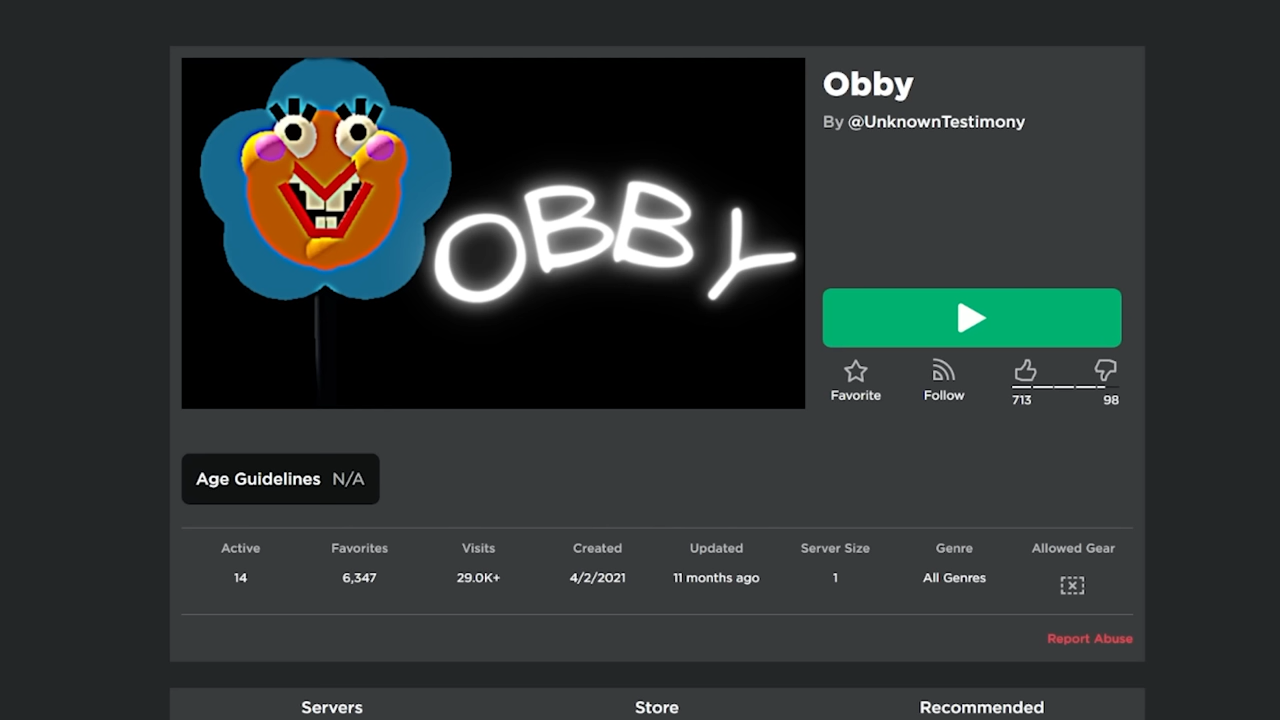 OBBY
Obby
By @UnknownTestimony
Favorite Follow 713 98
Age Guidelines N/A
Active Favorites Visits Created Updated Server Size Genre Allowed Gear
14 6,347 29.0K+ 4/2/2021 11 months ago 1 All Genres
Report Abuse
Servers Store Recommended